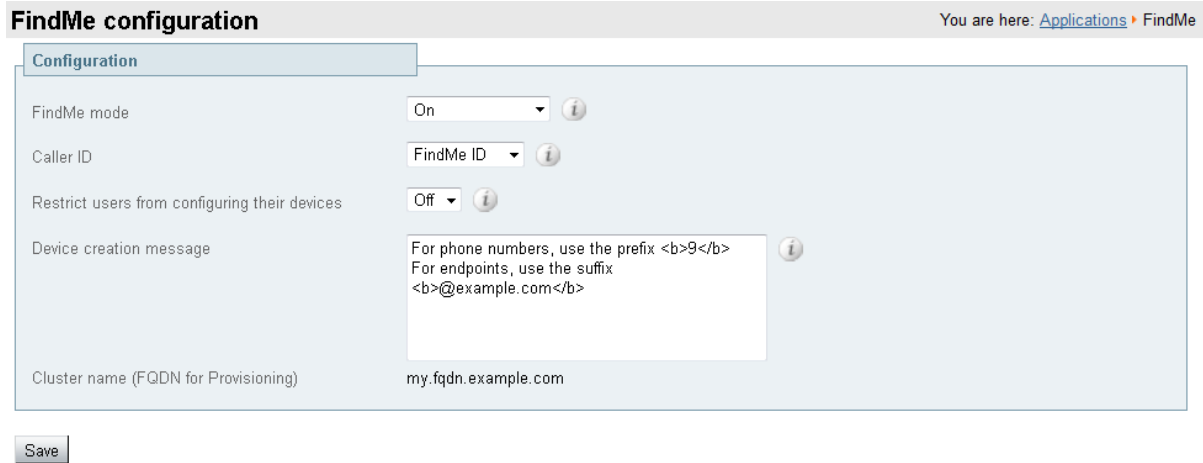 FindMe configuration
You are here: Applications ▸ FindMe
Configuration
FindMe mode
On
Caller ID
FindMe ID
Restrict users from configuring their devices
Off
Device creation message
For phone numbers, use the prefix <b>9</b>
For endpoints, use the suffix
<b>@example.com</b>
Cluster name (FQDN for Provisioning)
my.fqdn.example.com
Save